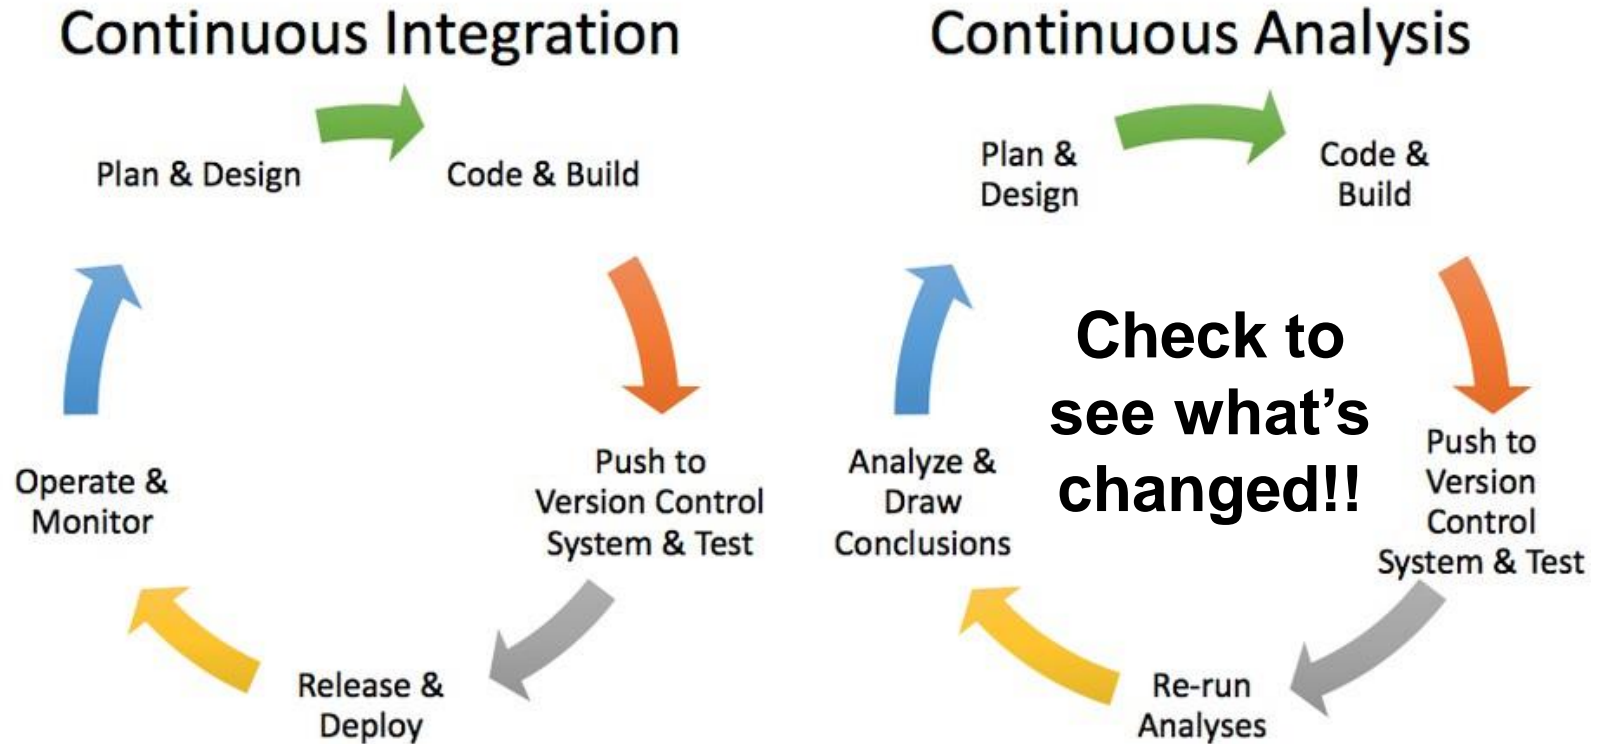 Continuous Integration
Plan & Design
Code & Build
Push to
Version Control
System & Test
Release &
Deploy
Operate &
Monitor
Continuous Analysis
Plan &
Design
Code &
Build
Push to
Version
Control
System & Test
Re-run
Analyses
Analyze &
Draw
Conclusions
Check to
see what’s
changed!!